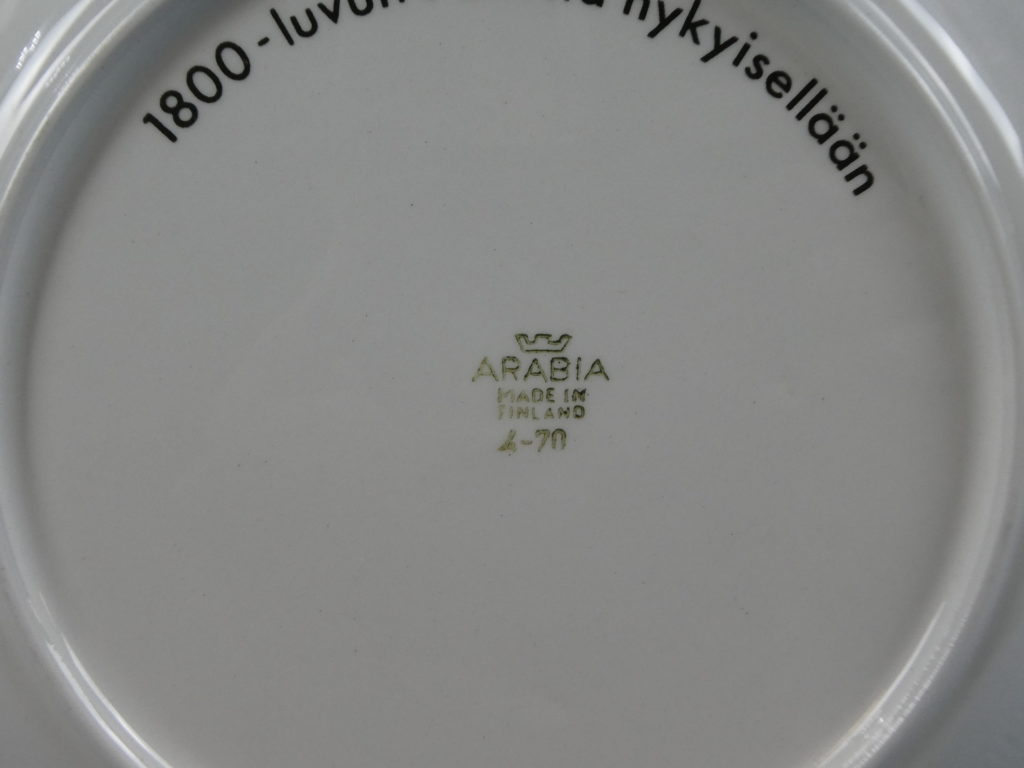 1800-luvun nykyisellään
ARABIA
MADE IN
FINLAND
4-70